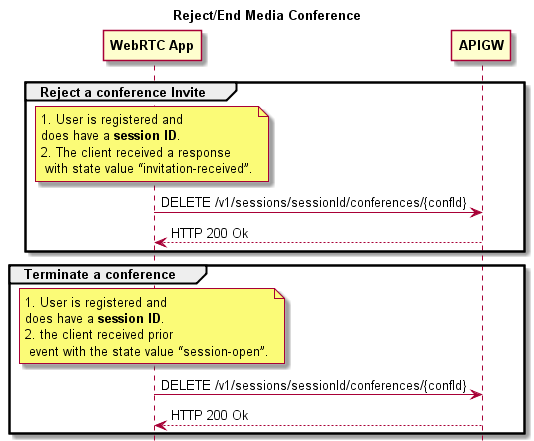 Reject/End Media Conference
WebRTC App
APIGW
Reject a conference Invite
1. User is registered and
does have a session ID.
2. The client received a response
with state value “invitation-received”.
DELETE /v1/sessions/sessionId/conferences/{confId}
HTTP 200 Ok
Terminate a conference
1. User is registered and
does have a session ID.
2. the client received prior
event with the state value “session-open”.
DELETE /v1/sessions/sessionId/conferences/{confId}
HTTP 200 Ok